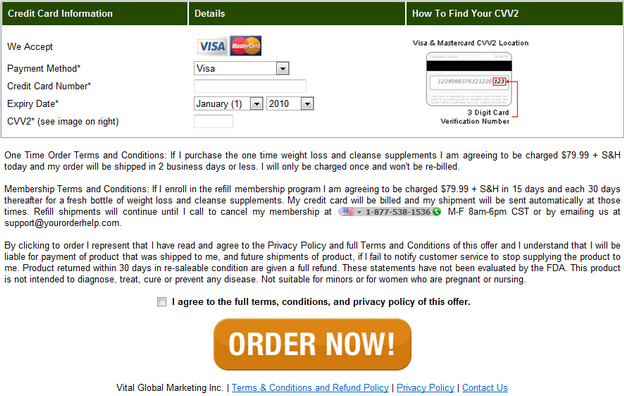 Credit Card Information Details How To Find Your CVV2
We Accept VISA MasterCard
Visa & Mastercard CVV2 Location
Payment Method* Visa
Credit Card Number*
Expiry Date* January (1) 2010
CVV2* (see image on right)
123
3 Digit Card
Verification Number
One Time Order Terms and Conditions: If I purchase the one time weight loss and cleanse supplements I am agreeing to be charged $79.99 + S&H
today and my order will be shipped in 2 business days or less. I will only be charged once and won't be re-billed.
Membership Terms and Conditions: If I enroll in the refill membership program I am agreeing to be charged $79.99 + S&H in 15 days and each 30 days
thereafter for a fresh bottle of weight loss and cleanse supplements. My credit card will be billed and my shipment will be sent automatically at those
times. Refill shipments will continue until I call to cancel my membership at 1-877-538-1536 M-F 8am-6pm CST or by emailing us at
support@yourorderhelp.com.
By clicking to order I represent that I have read and agree to the Privacy Policy and full Terms and Conditions of this offer and I understand that I will be
liable for payment of product that was shipped to me, and future shipments of product, if I fail to notify customer service to stop supplying the product to
me. Product returned within 30 days in re-saleable condition are given a full refund. These statements have not been evaluated by the FDA. This product
is not intended to diagnose, treat, cure or prevent any disease. Not suitable for minors or for women who are pregnant or nursing.
I agree to the full terms, conditions, and privacy policy of this offer.
ORDER NOW!
Vital Global Marketing Inc. | Terms & Conditions and Refund Policy | Privacy Policy | Contact Us